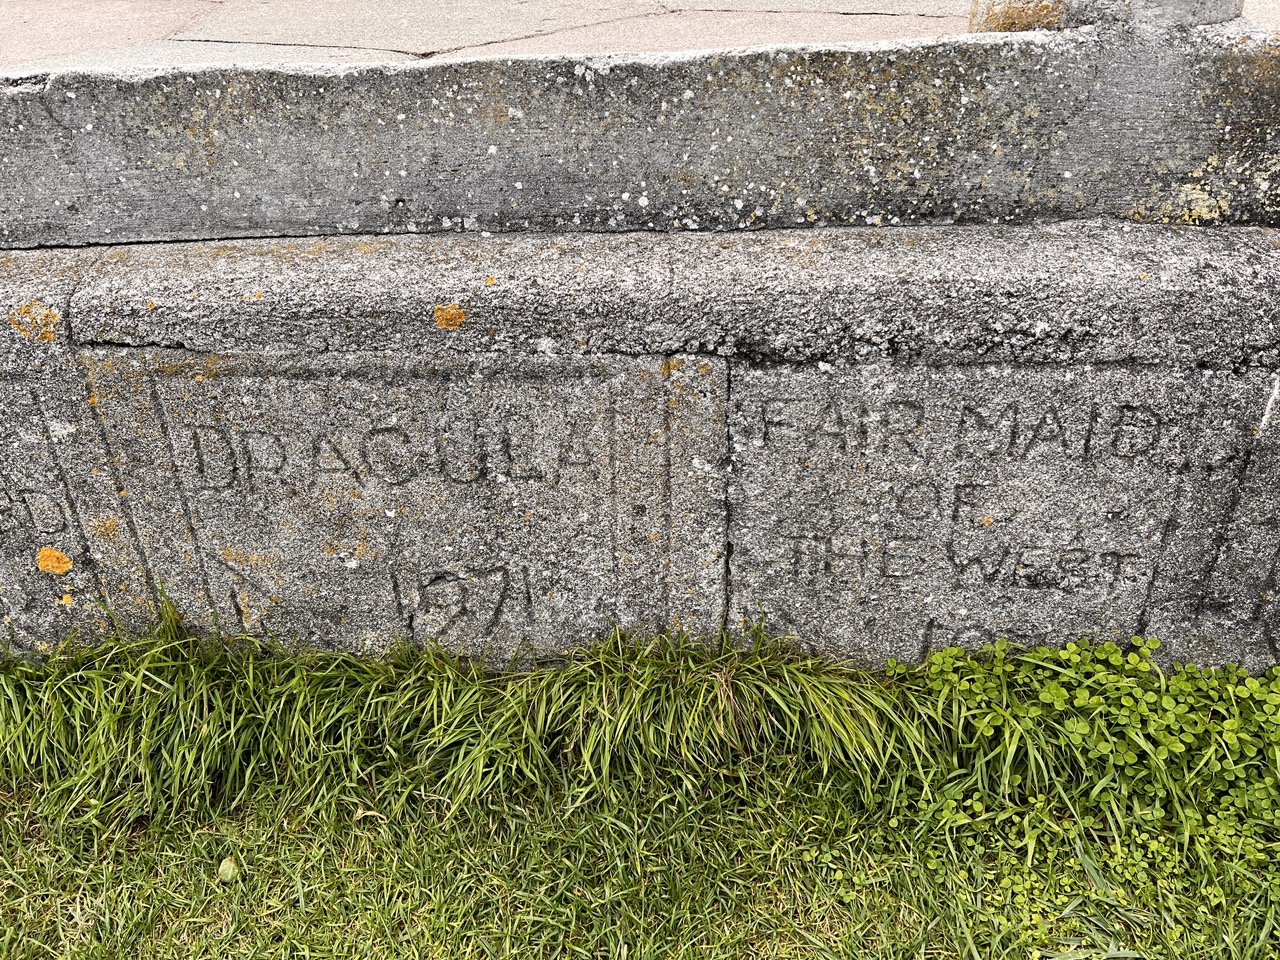 DRACULA
1971
FAIR MAID
OF
THE WEST